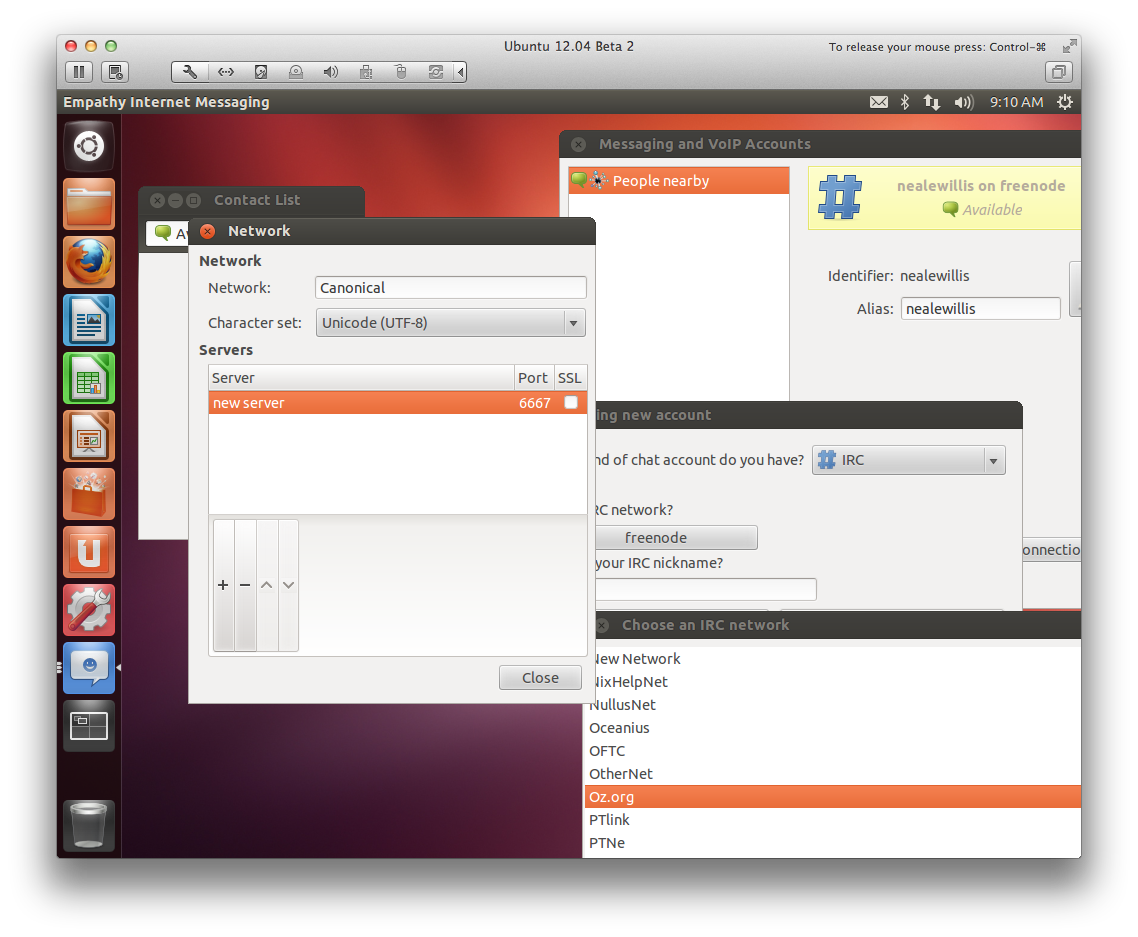 Ubuntu 12.04 Beta 2
To release your mouse press: Control-⌘
Empathy Internet Messaging
9:10 AM
Messaging and VoIP Accounts
People nearby
nealewillis on freenode
Available
Identifier: nealewillis
Alias: nealewillis
Contact List
Network
Network
Network: Canonical
Character set: Unicode (UTF-8)
Servers
Server Port SSL
new server 6667
+ −
Close
ing new account
nd of chat account do you have? IRC
RC network?
freenode
your IRC nickname?
onnectio
Choose an IRC network
New Network
NixHelpNet
NullusNet
Oceanius
OFTC
OtherNet
Oz.org
PTlink
PTNe